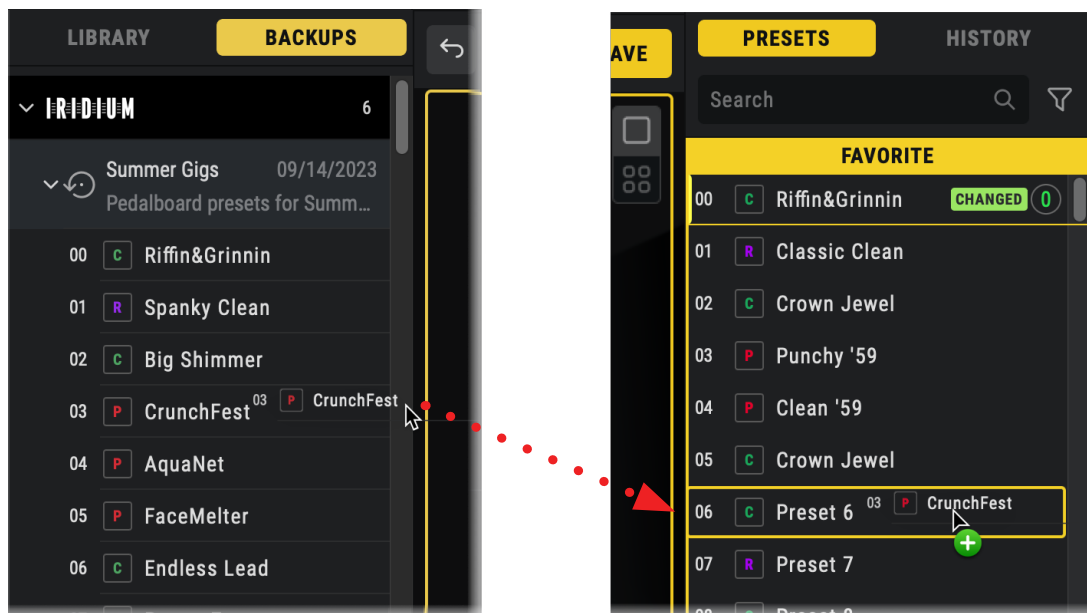 LIBRARY BACKUPS
IRIDIUM 6
Summer Gigs 09/14/2023
Pedalboard presets for Summ...
00 C Riffin&Grinnin
01 R Spanky Clean
02 C Big Shimmer
03 P CrunchFest 03 P CrunchFest
04 P AquaNet
05 P FaceMelter
06 C Endless Lead
AVE PRESETS HISTORY
Search
FAVORITE
00 C Riffin&Grinnin CHANGED 0
01 R Classic Clean
02 C Crown Jewel
03 P Punchy '59
04 P Clean '59
05 C Crown Jewel
06 C Preset 6 03 P CrunchFest
07 R Preset 7